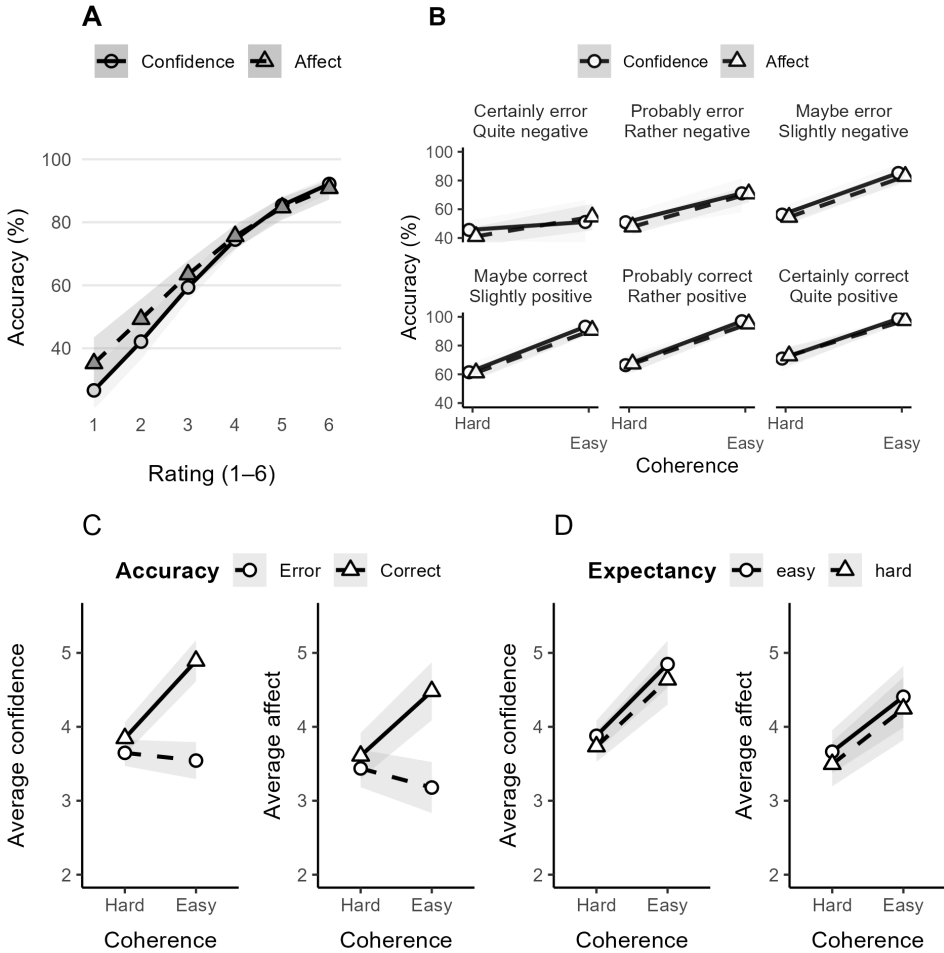 A
Confidence Affect
Accuracy (%)
100
80
60
40
1 2 3 4 5 6
Rating (1–6)
B
Confidence Affect
Certainly error
Quite negative
Probably error
Rather negative
Maybe error
Slightly negative
Accuracy (%)
100
80
60
40
Maybe correct
Slightly positive
Probably correct
Rather positive
Certainly correct
Quite positive
100
80
60
40
Hard Easy
Hard Easy
Hard Easy
Coherence
C
Accuracy Error Correct
Average confidence
5
4
3
2
Hard Easy
Coherence
Average affect
5
4
3
2
Hard Easy
Coherence
D
Expectancy easy hard
Average confidence
5
4
3
2
Hard Easy
Coherence
Average affect
5
4
3
2
Hard Easy
Coherence